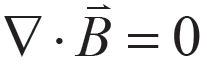 ∇ · B⃗ = 0